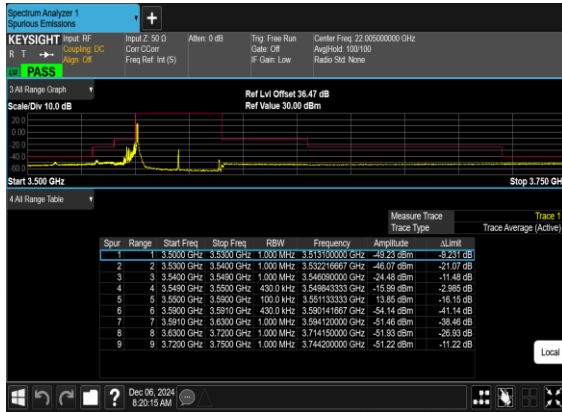 Spectrum Analyzer 1
Spurious Emissions
KEYSIGHT Input: RF Input Z: 50 Ω Atten: 0 dB Trig: Free Run Center Freq: 22.005000000 GHz
R T Coupling: DC Corr CCorr Gate: Off Avg|Hold: 100/100
Align: Off Freq Ref: Int (S) IF Gain: Low Radio Std: None
PASS
3 All Range Graph Ref Lvl Offset 36.47 dB
Scale/Div 10.0 dB Ref Value 30.00 dBm
20.0
10.0
0.00
-20.0
-40.0
-60.0
Start 3.500 GHz Stop 3.750 GH
4 All Range Table
Measure Trace Trace 1
Trace Type Trace Average (Active)
Spur Range Start Freq Stop Freq RBW Frequency Amplitude ΔLimit
1 1 3.5000 GHz 3.5300 GHz 1.000 MHz 3.513100000 GHz -49.23 dBm -9.231 dB
2 2 3.5300 GHz 3.5400 GHz 1.000 MHz 3.532216667 GHz -46.07 dBm -21.07 dB
3 3 3.5400 GHz 3.5490 GHz 1.000 MHz 3.546090000 GHz -24.48 dBm -11.48 dB
4 4 3.5490 GHz 3.5500 GHz 430.0 kHz 3.549843333 GHz -15.99 dBm -2.985 dB
5 5 3.5500 GHz 3.5900 GHz 100.0 kHz 3.551133333 GHz 13.85 dBm -16.15 dB
6 6 3.5900 GHz 3.5910 GHz 430.0 kHz 3.590141667 GHz -54.14 dBm -41.14 dB
7 7 3.5910 GHz 3.6300 GHz 1.000 MHz 3.594120000 GHz -51.46 dBm -38.46 dB
8 8 3.6300 GHz 3.7200 GHz 1.000 MHz 3.714150000 GHz -51.93 dBm -26.93 dB
9 9 3.7200 GHz 3.7500 GHz 1.000 MHz 3.744200000 GHz -51.22 dBm -11.22 dB
Local
Dec 06, 2024
8:20:15 AM